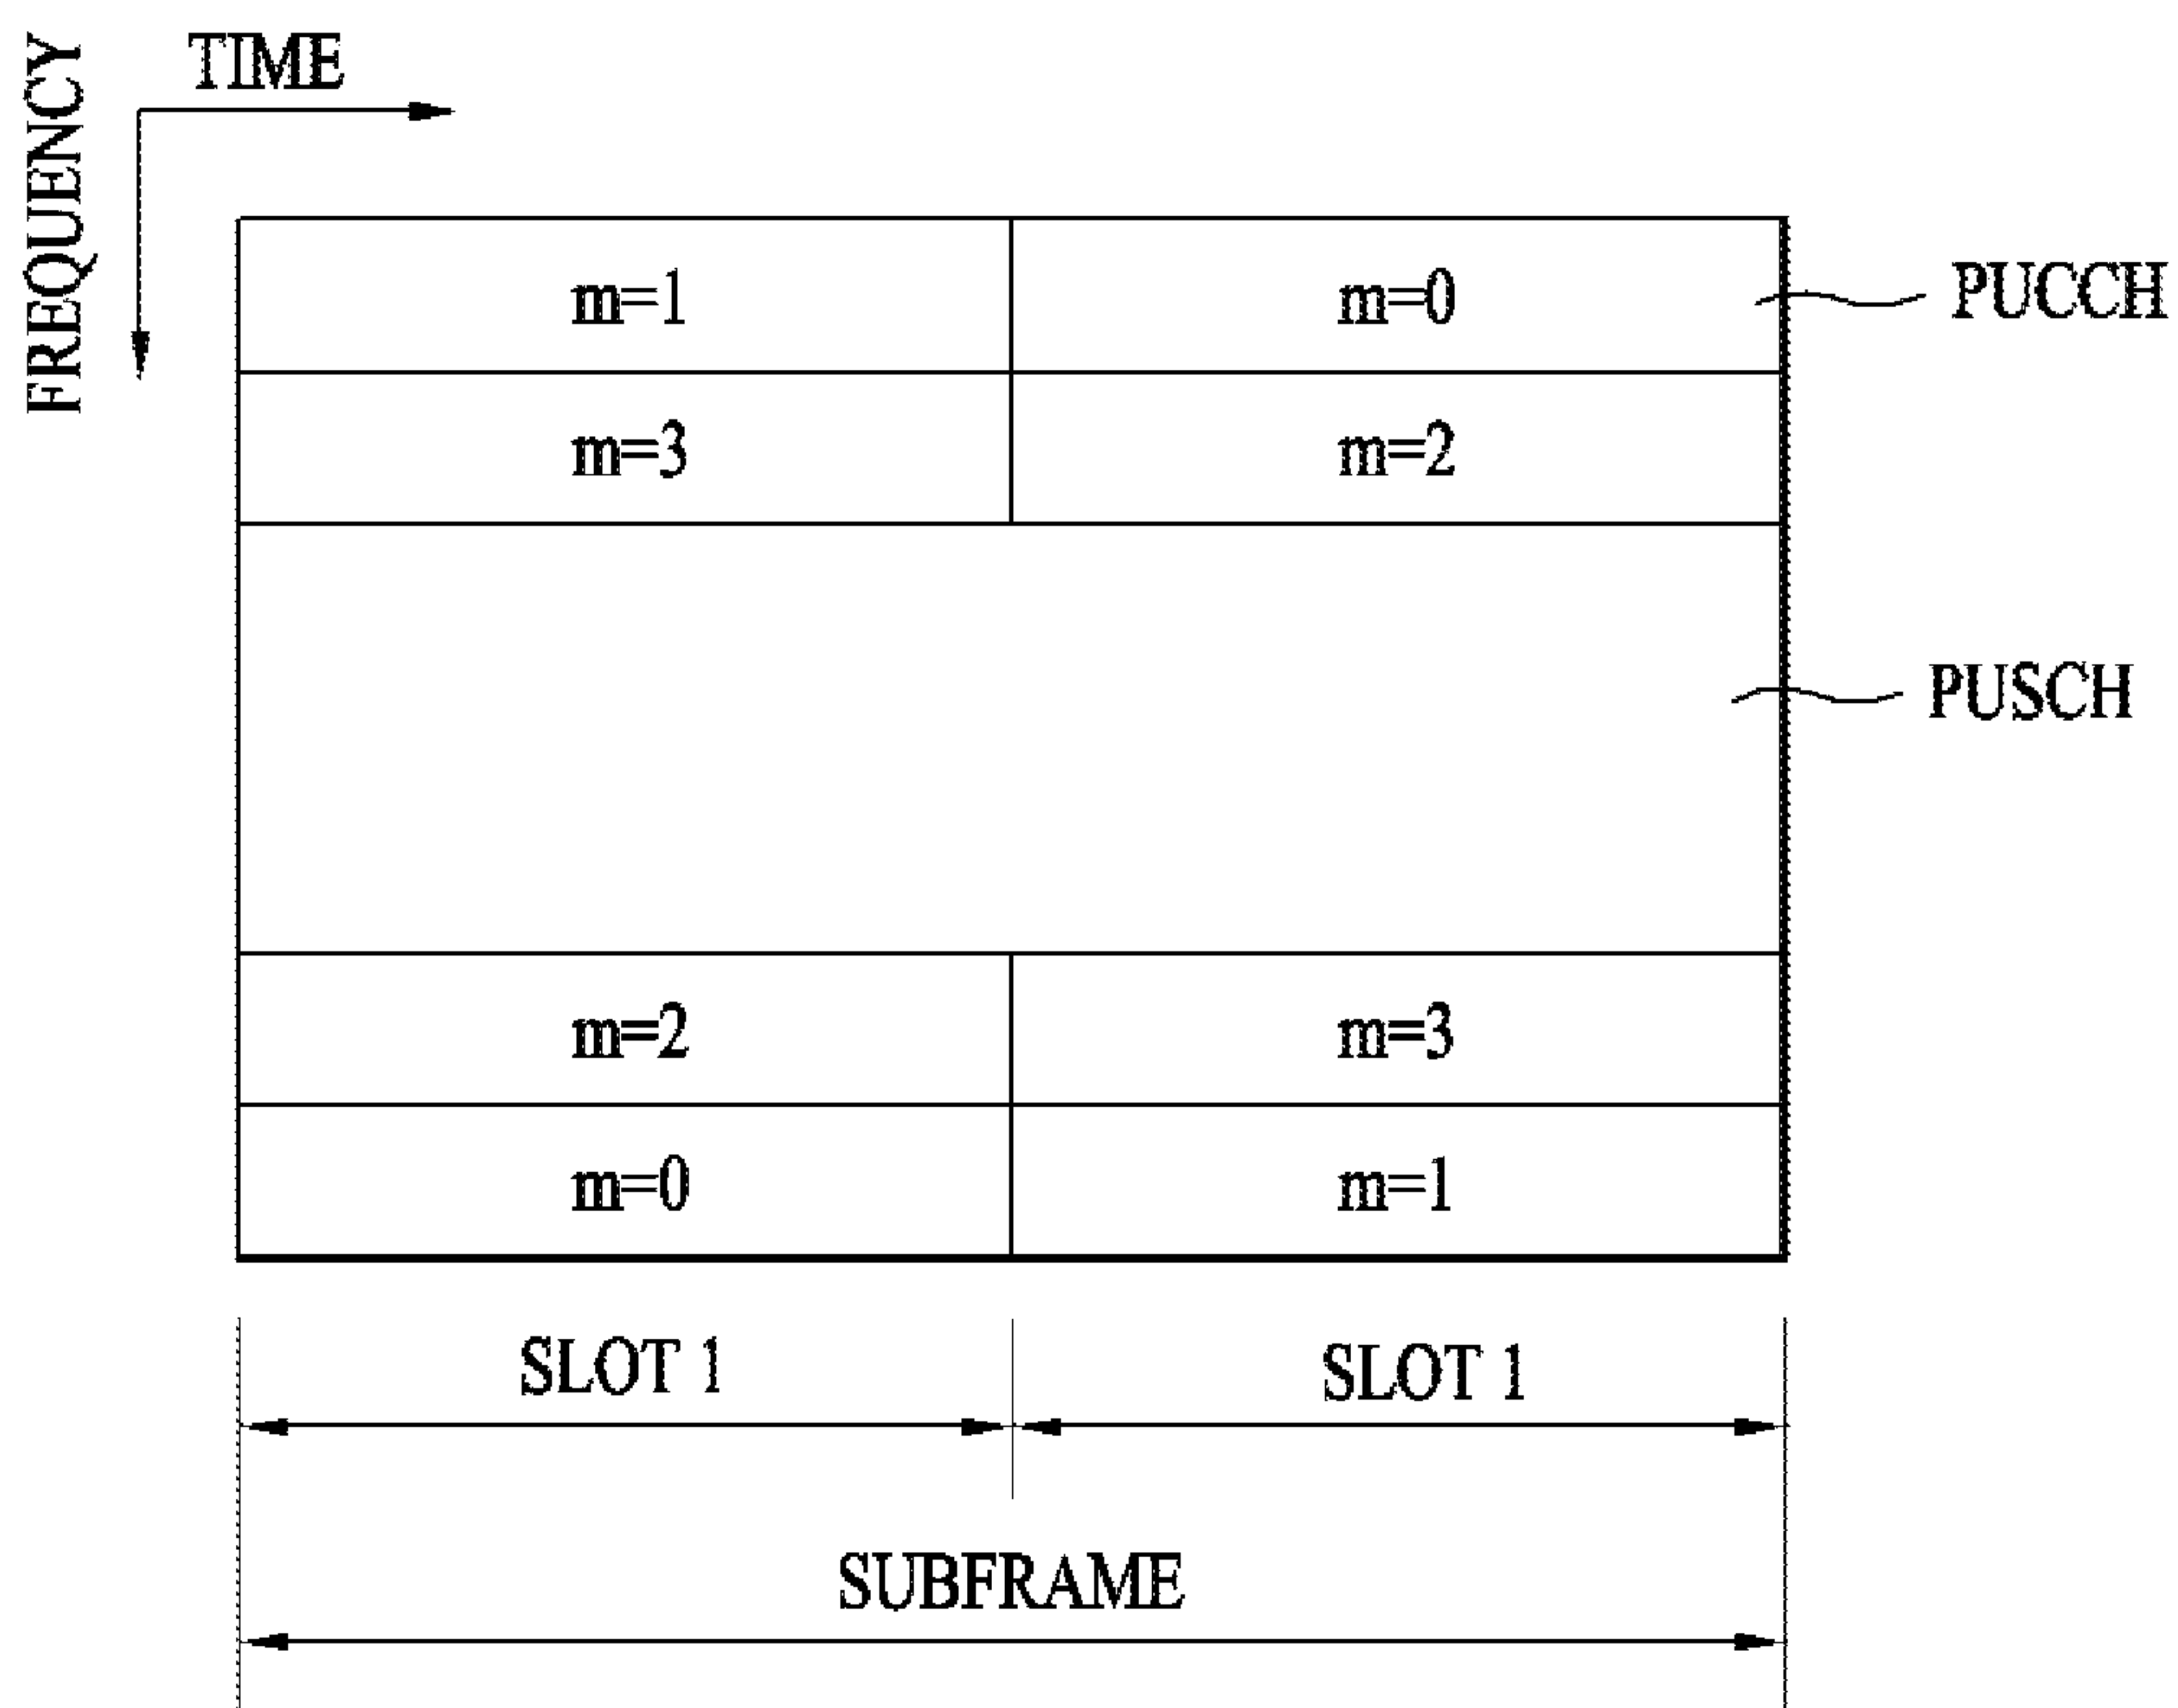 TIME
FREQUENCY
m=1 m=0 PUCCH
m=3 m=2
PUSCH
m=2 m=3
m=0 m=1
SLOT 1 SLOT 1
SUBFRAME